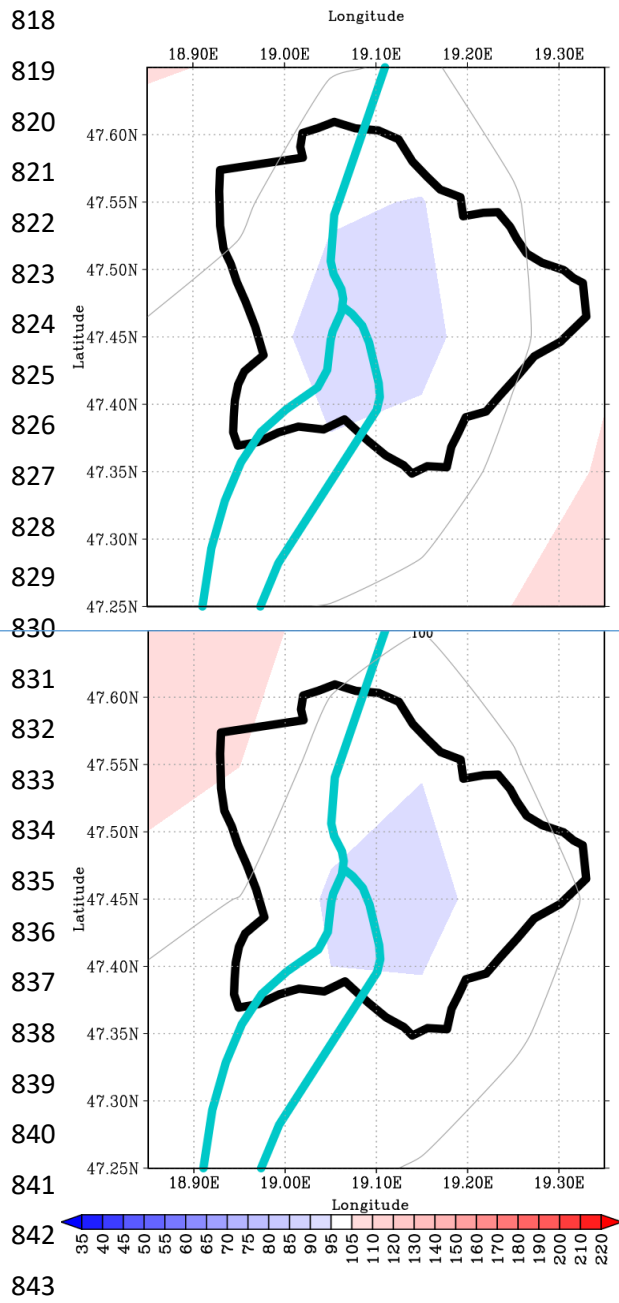 818
Longitude
18.90E 19.00E 19.10E 19.20E 19.30E
819
820
47.60N
821
47.55N
822
47.50N
823
Latitude
47.45N
824
825
47.40N
826
47.35N
827
47.30N
828
829
47.25N
830
100
831
47.60N
832
47.55N
833
47.50N
834
835
Latitude
47.45N
836
47.40N
837
47.35N
838
839
47.30N
840
47.25N
18.90E 19.00E 19.10E 19.20E 19.30E
841
Longitude
842
35 40 45 50 55 60 65 70 75 80 85 90 95 105 110 120 130 140 150 160 170 180 190 200 210 220
843